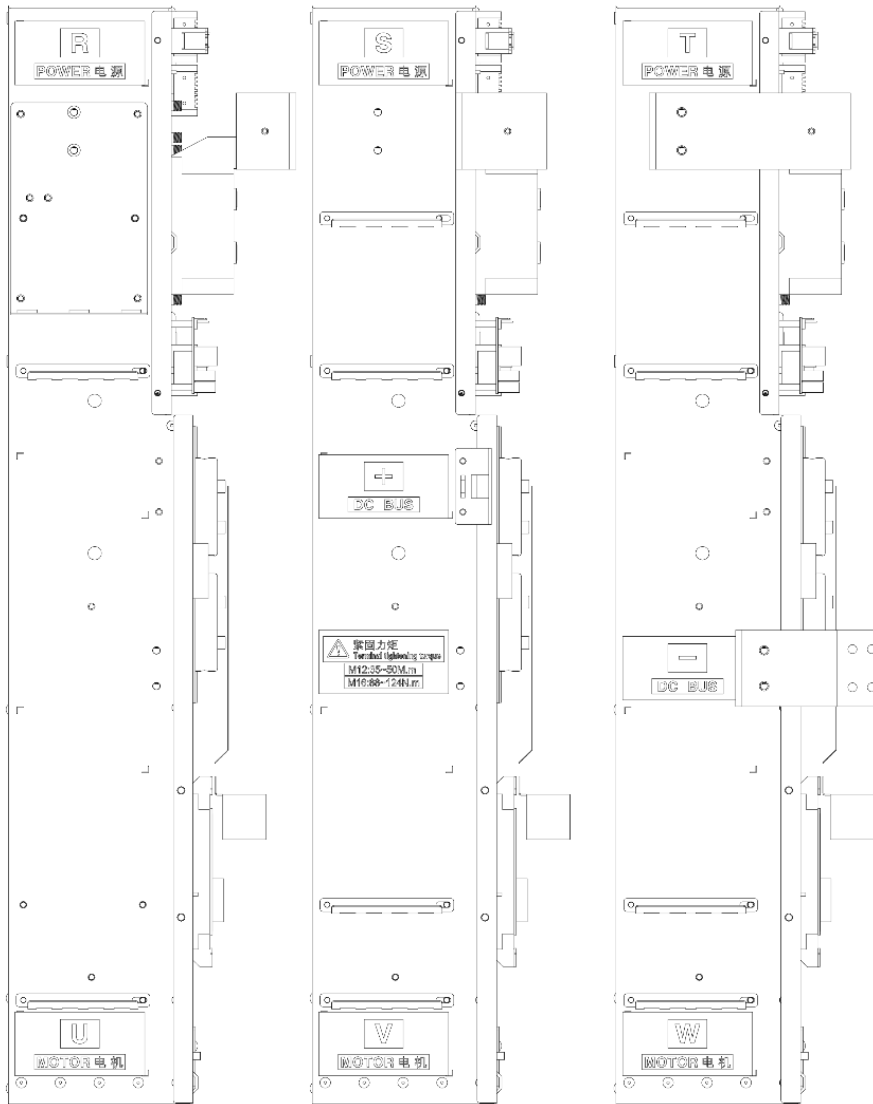 R
POWER 电源
S
POWER 电源
T
POWER 电源
+
DC BUS
紧固力矩
Terminal tightening torque
M12:35~50M.m
M16:88~124N.m
-
DC BUS
U
MOTOR 电机
V
MOTOR 电机
W
MOTOR 电机